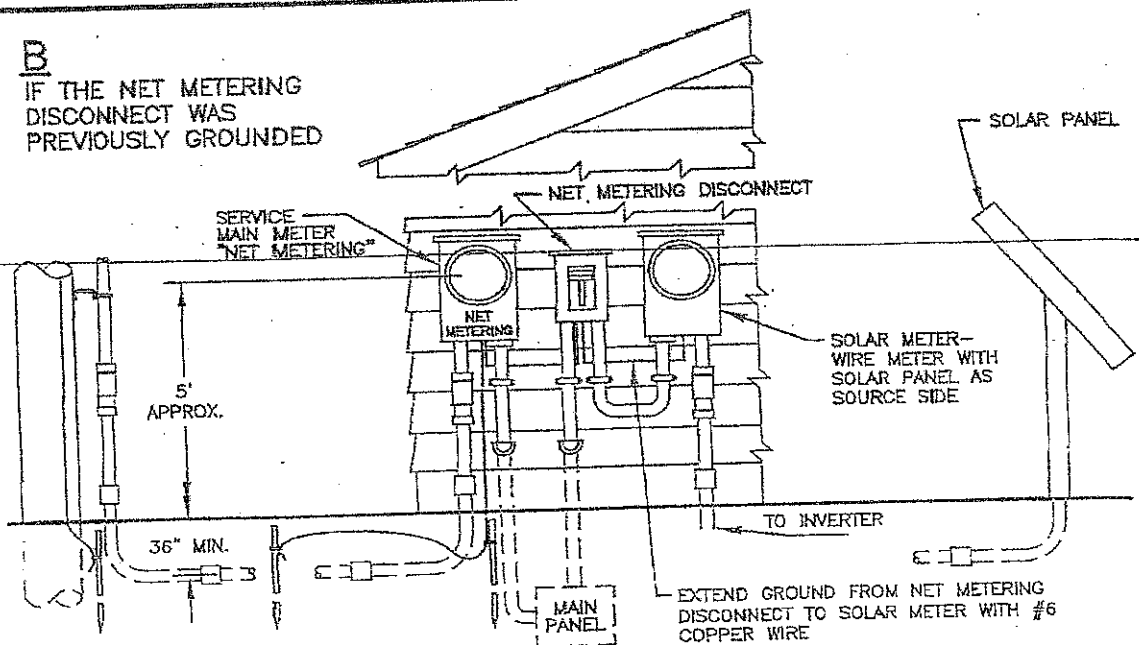 B
IF THE NET METERING
DISCONNECT WAS
PREVIOUSLY GROUNDED
SOLAR PANEL
NET METERING DISCONNECT
SERVICE
MAIN METER
"NET METERING"
NET
METERING
SOLAR METER-
WIRE METER WITH
SOLAR PANEL AS
SOURCE SIDE
5'
APPROX.
TO INVERTER
36" MIN.
MAIN
PANEL
EXTEND GROUND FROM NET METERING
DISCONNECT TO SOLAR METER WITH #6
COPPER WIRE